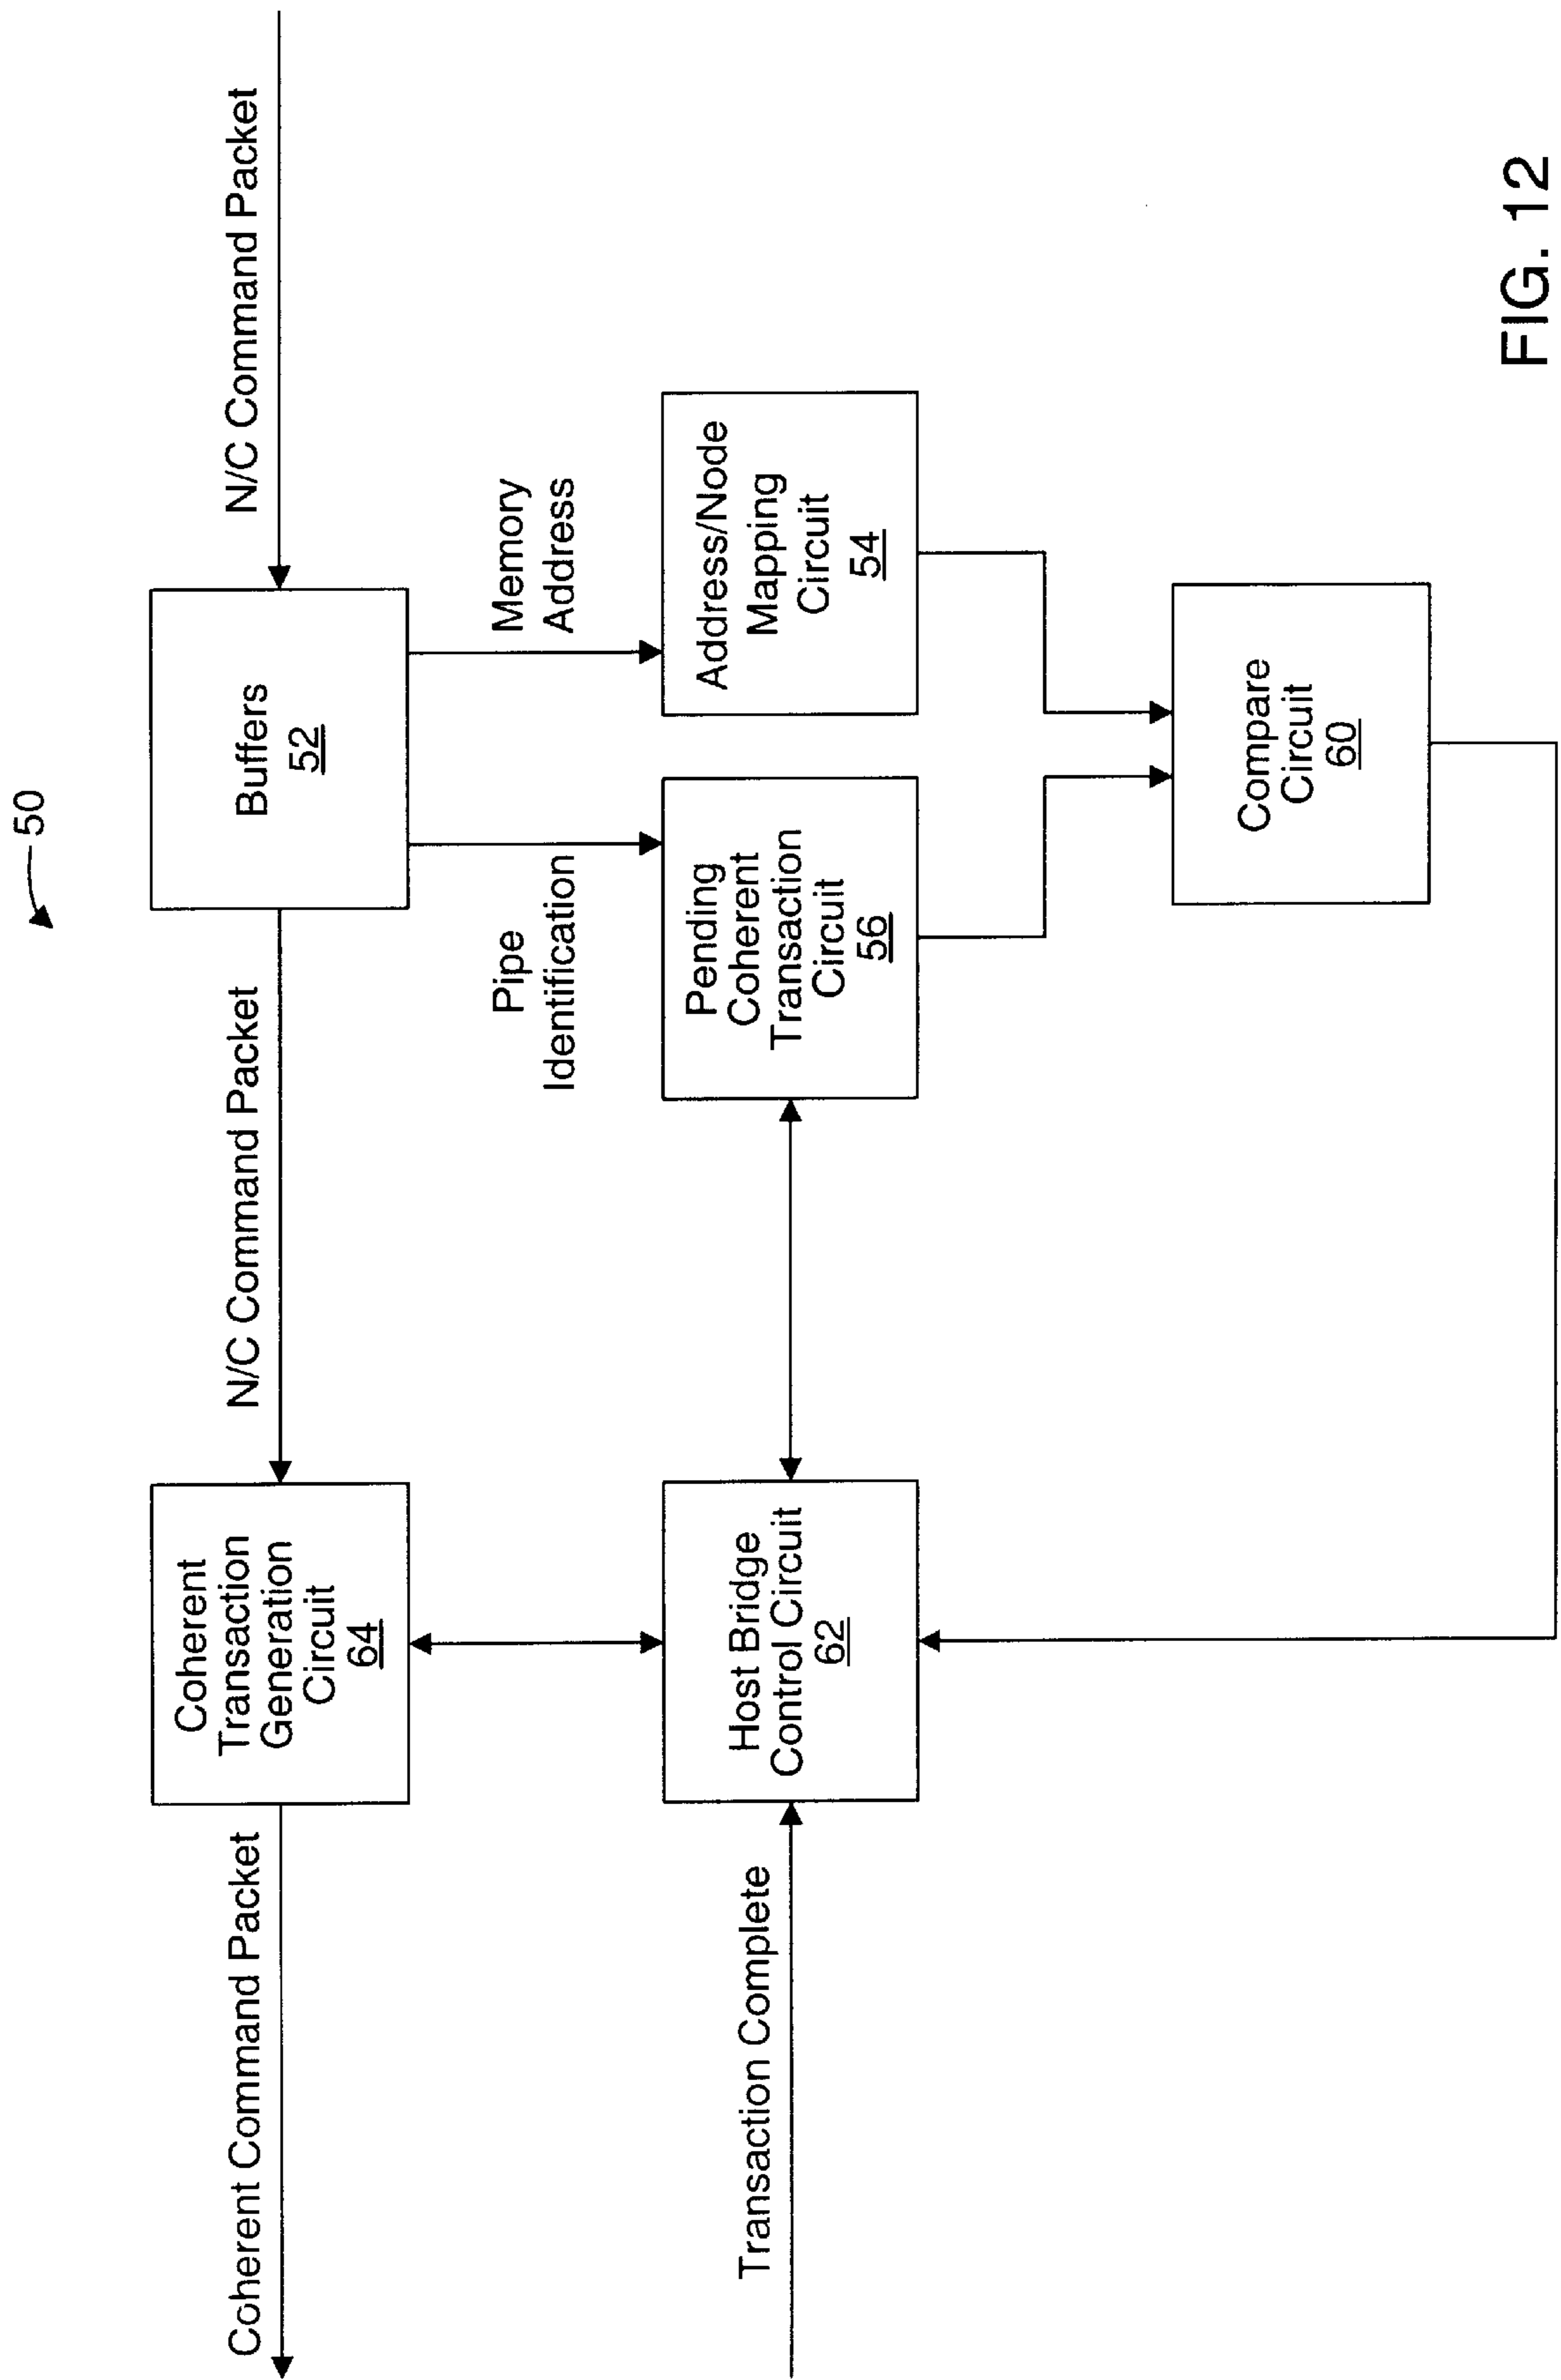 50
Coherent Command Packet
Coherent
Transaction
Generation
Circuit
64
N/C Command Packet
Buffers
52
N/C Command Packet
Pipe
Identification
Memory
Address
Transaction Complete
Host Bridge
Control Circuit
62
Pending
Coherent
Transaction
Circuit
56
Address/Node
Mapping
Circuit
54
Compare
Circuit
60
FIG. 12